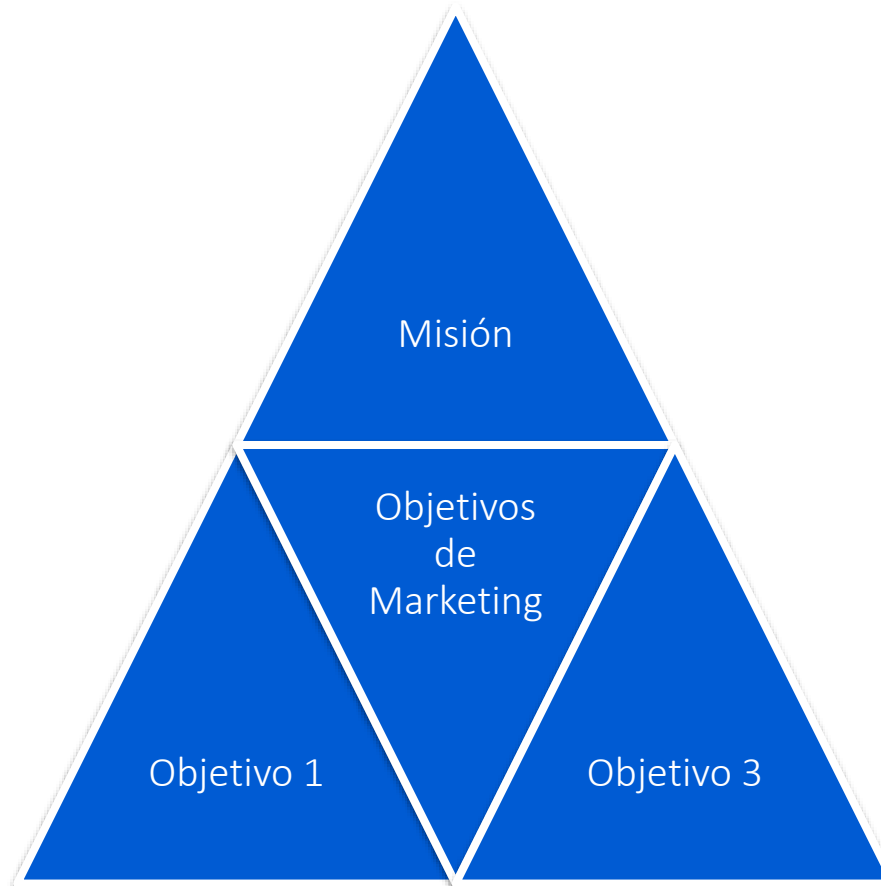 Misión
Objetivos
de
Marketing
Objetivo 1
Objetivo 3